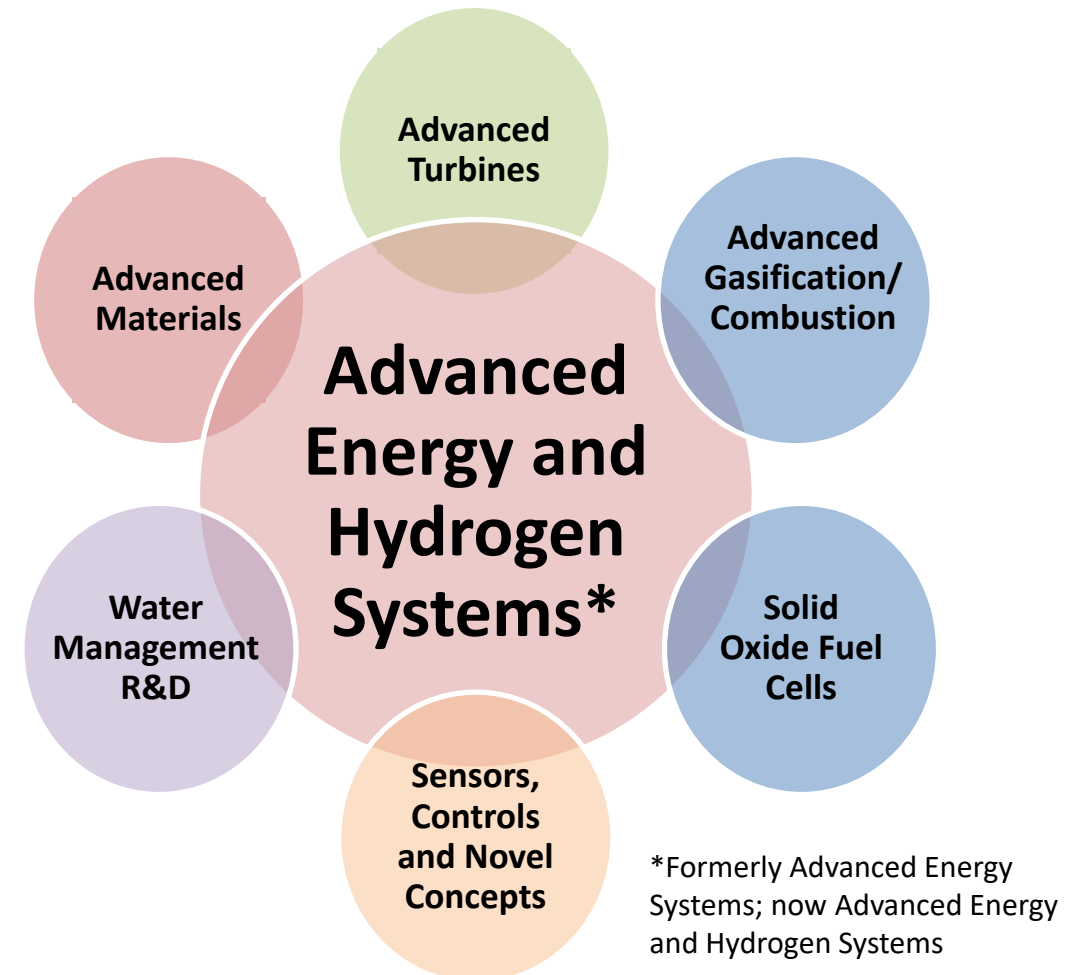 Advanced
Turbines
Advanced
Gasification/
Combustion
Advanced
Materials
Advanced
Energy and
Hydrogen
Systems*
Water
Management
R&D
Solid
Oxide Fuel
Cells
Sensors,
Controls
and Novel
Concepts
*Formerly Advanced Energy
Systems; now Advanced Energy
and Hydrogen Systems